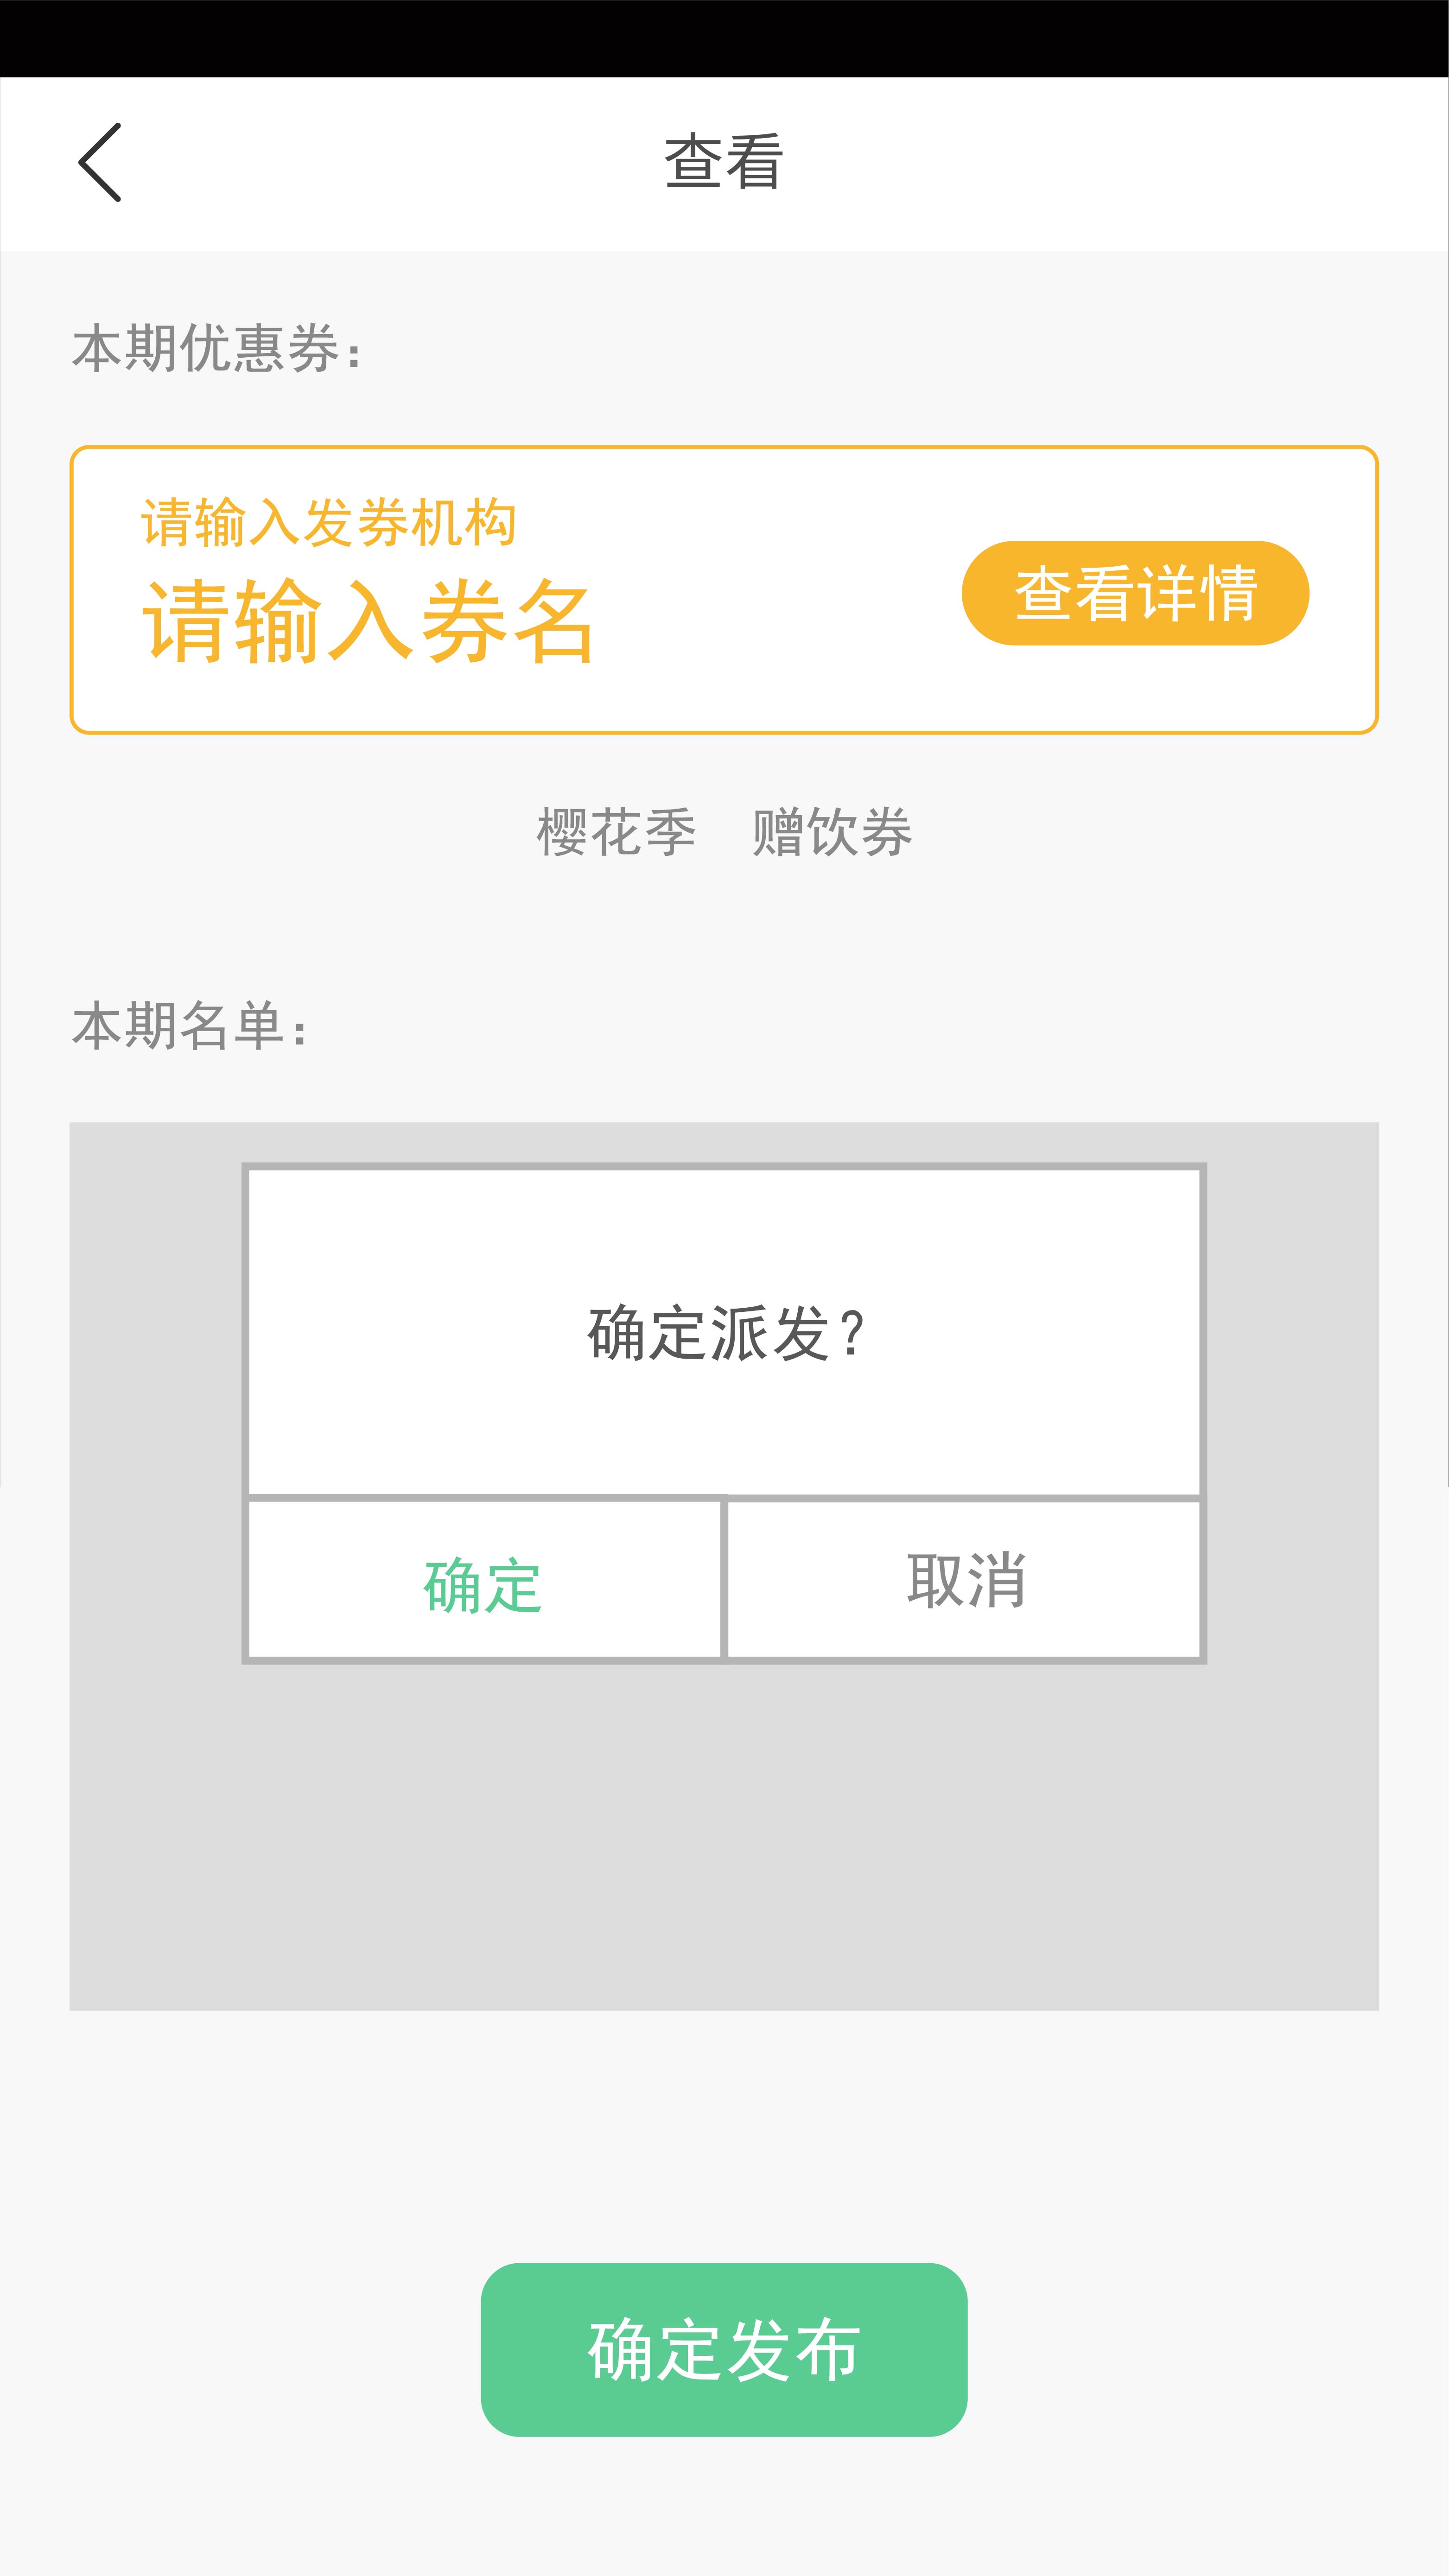 查看
本期优惠券：
请输入发券机构
请输入券名
查看详情
樱花季　赠饮券
本期名单：
确定派发？
确定
取消
确定发布